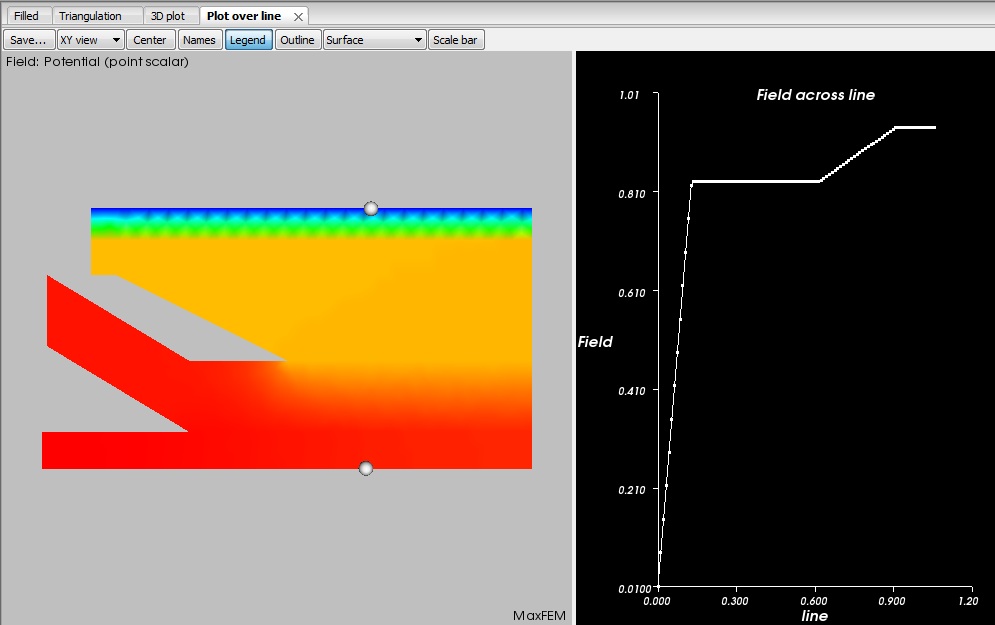 Filled Triangulation 3D plot Plot over line
Save... XY view Center Names Legend Outline Surface Scale bar
Field: Potential (point scalar)
Field across line
1.01
0.810
0.610
Field
0.410
0.210
0.0100
0.000 0.300 0.600 0.900 1.20
line
MaxFEM